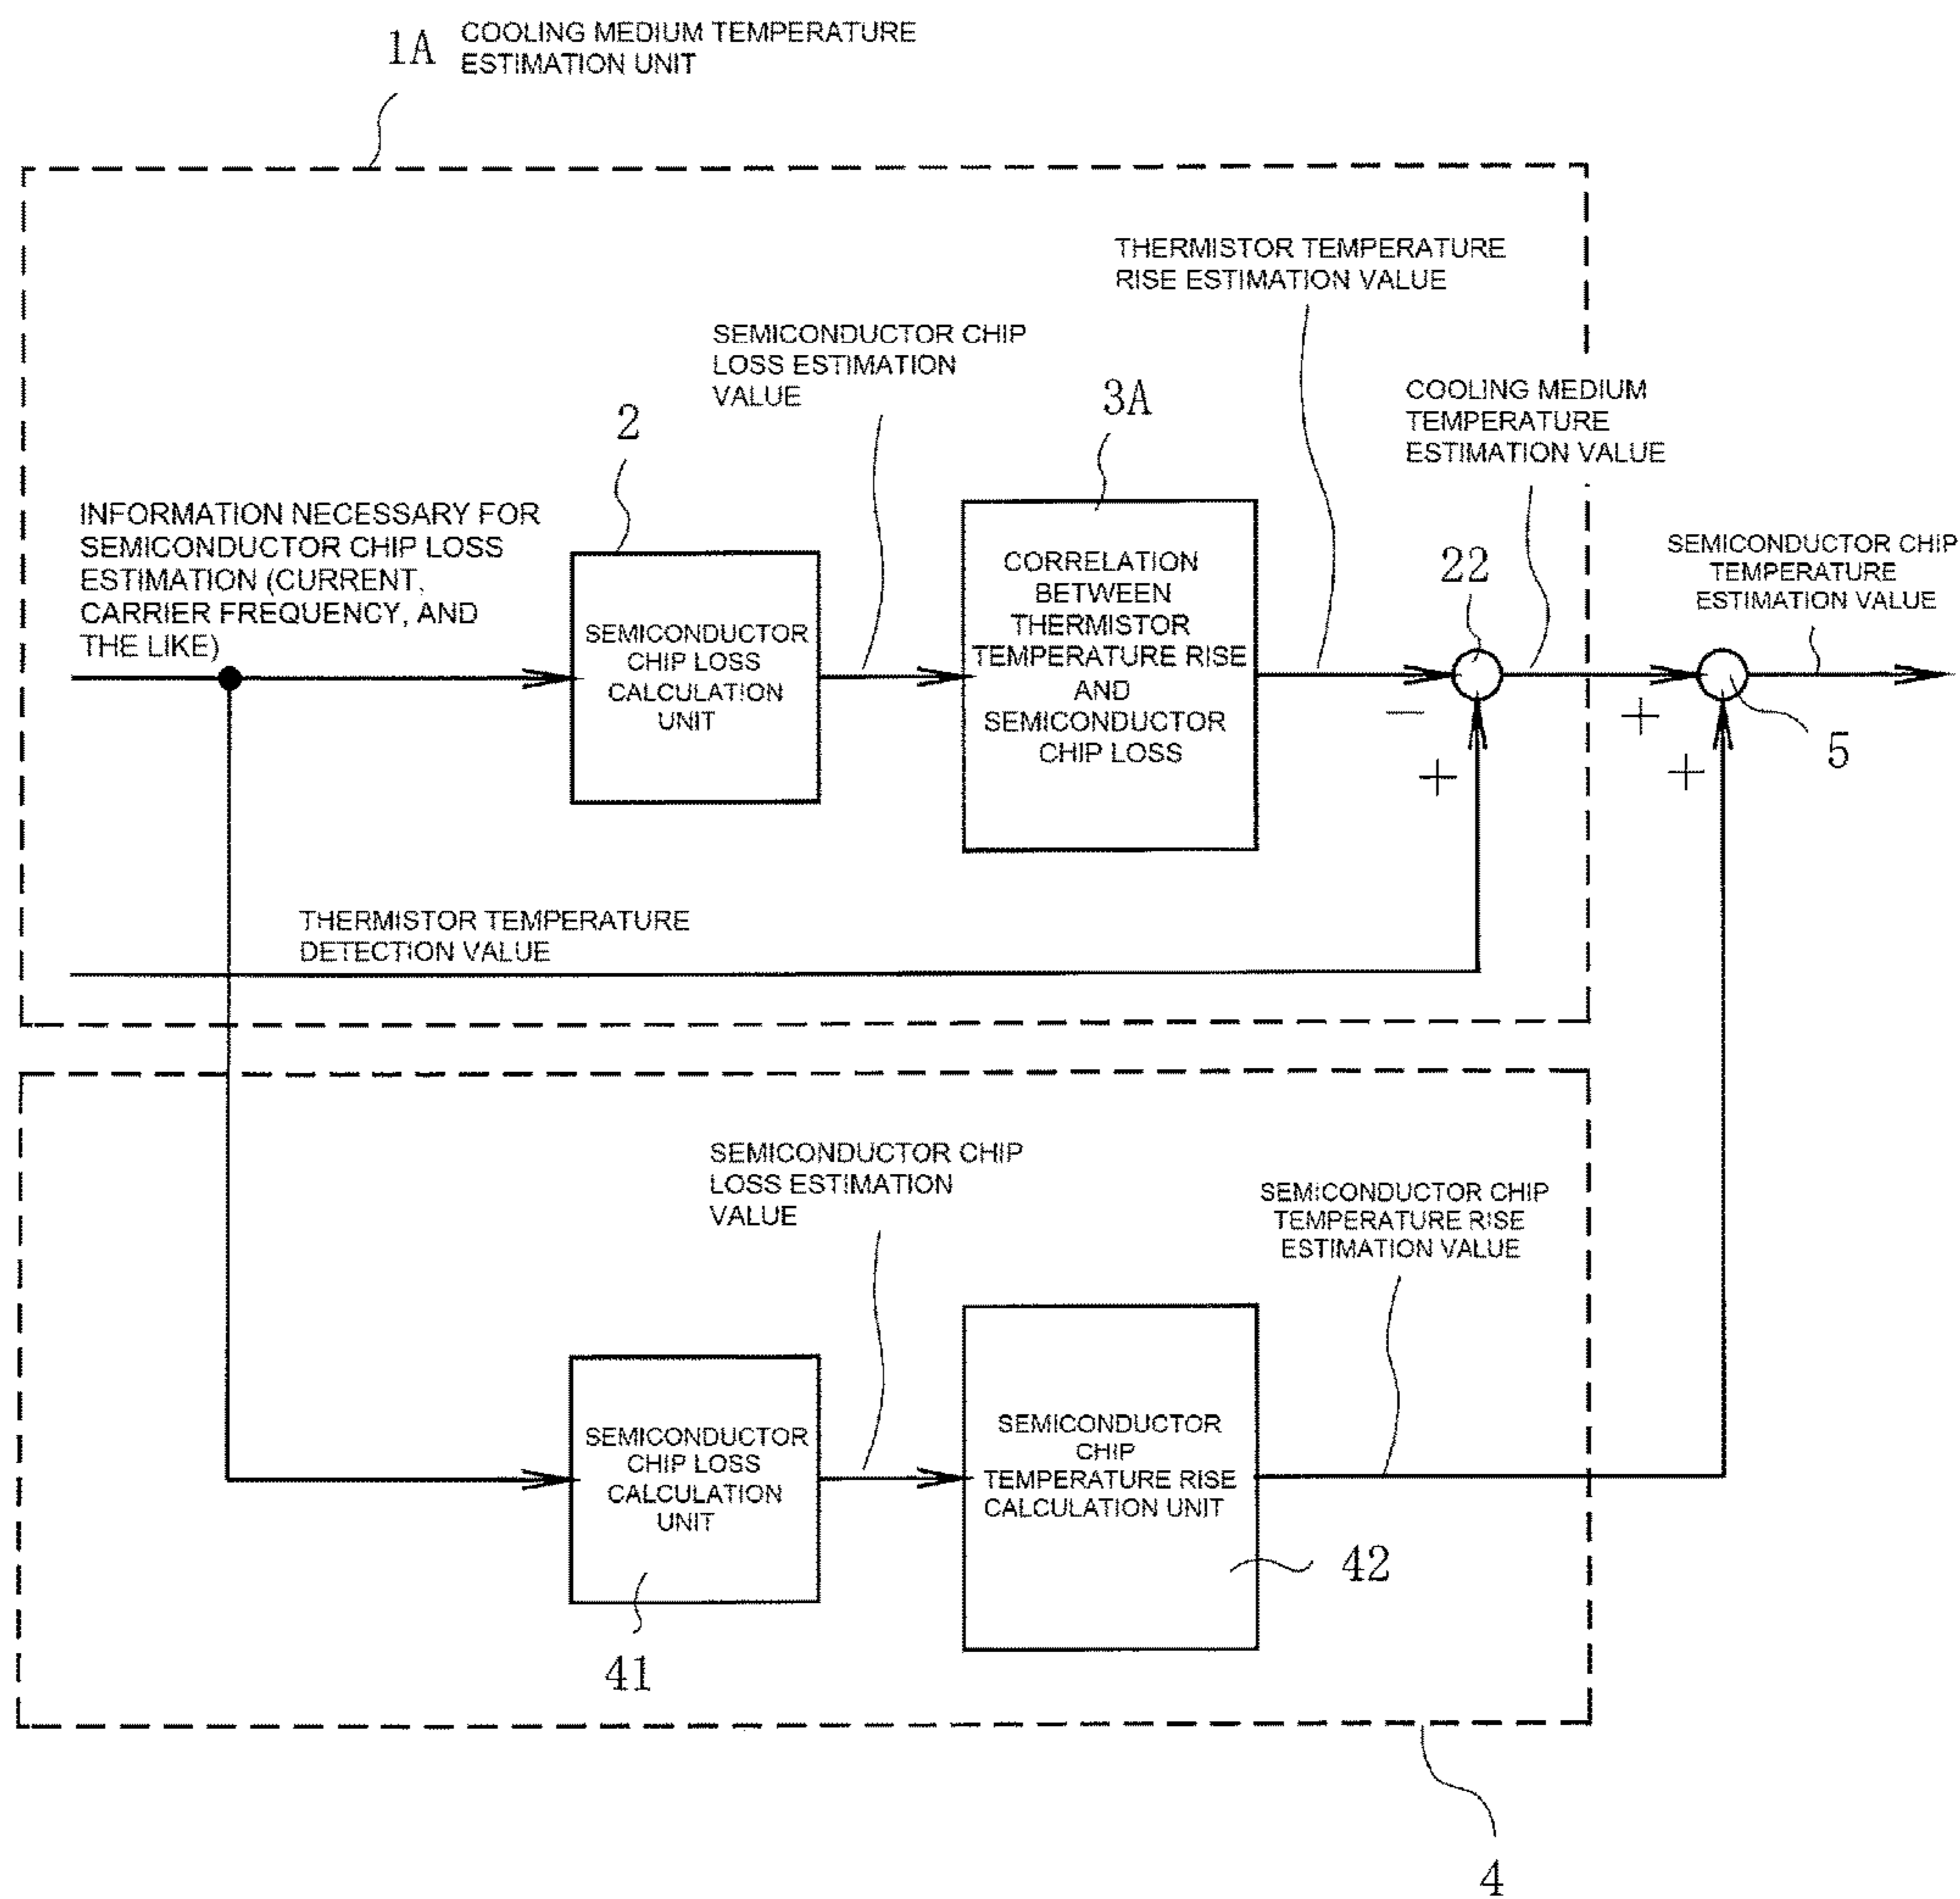 1A
COOLING MEDIUM TEMPERATURE
ESTIMATION UNIT
THERMISTOR TEMPERATURE
RISE ESTIMATION VALUE
SEMICONDUCTOR CHIP
LOSS ESTIMATION
VALUE
3A
COOLING MEDIUM
TEMPERATURE
ESTIMATION VALUE
2
INFORMATION NECESSARY FOR
SEMICONDUCTOR CHIP LOSS
ESTIMATION (CURRENT,
CARRIER FREQUENCY, AND
THE LIKE)
SEMICONDUCTOR
CHIP LOSS
CALCULATION
UNIT
CORRELATION
BETWEEN
THERMISTOR
TEMPERATURE RISE
AND
SEMICONDUCTOR
CHIP LOSS
22
SEMICONDUCTOR CHIP
TEMPERATURE
ESTIMATION VALUE
−
+
+
+
5
THERMISTOR TEMPERATURE
DETECTION VALUE
SEMICONDUCTOR CHIP
LOSS ESTIMATION
VALUE
SEMICONDUCTOR CHIP
TEMPERATURE RISE
ESTIMATION VALUE
SEMICONDUCTOR
CHIP LOSS
CALCULATION
UNIT
SEMICONDUCTOR
CHIP
TEMPERATURE RISE
CALCULATION UNIT
42
41
4